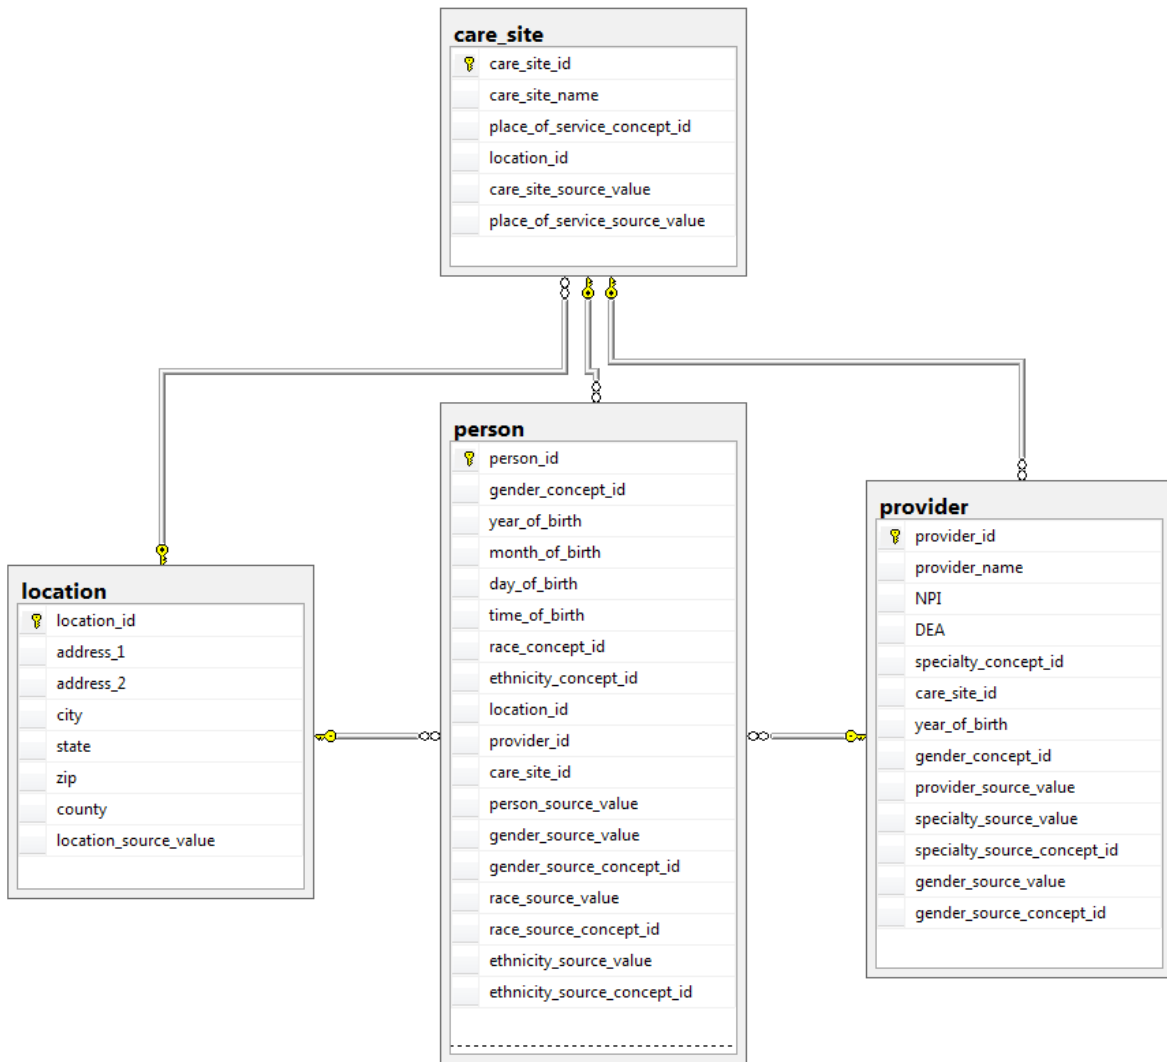 care_site
care_site_id
care_site_name
place_of_service_concept_id
location_id
care_site_source_value
place_of_service_source_value
person
person_id
gender_concept_id
year_of_birth
month_of_birth
day_of_birth
time_of_birth
race_concept_id
ethnicity_concept_id
location_id
provider_id
care_site_id
person_source_value
gender_source_value
gender_source_concept_id
race_source_value
race_source_concept_id
ethnicity_source_value
ethnicity_source_concept_id
provider
provider_id
provider_name
NPI
DEA
specialty_concept_id
care_site_id
year_of_birth
gender_concept_id
provider_source_value
specialty_source_value
specialty_source_concept_id
gender_source_value
gender_source_concept_id
location
location_id
address_1
address_2
city
state
zip
county
location_source_value